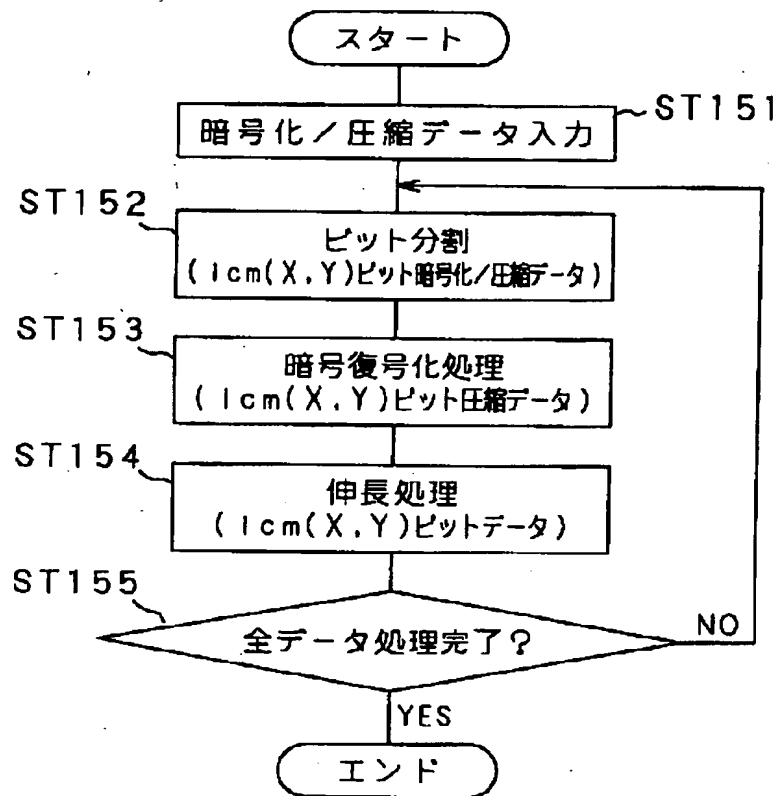 スタート
ST151
暗号化/圧縮データ入力
ST152
ビット分割
(lcm(X,Y)ビット暗号化/圧縮データ)
ST153
暗号復号化処理
(lcm(X,Y)ビット圧縮データ)
ST154
伸長処理
(lcm(X,Y)ビットデータ)
ST155
全データ処理完了?
NO
YES
エンド